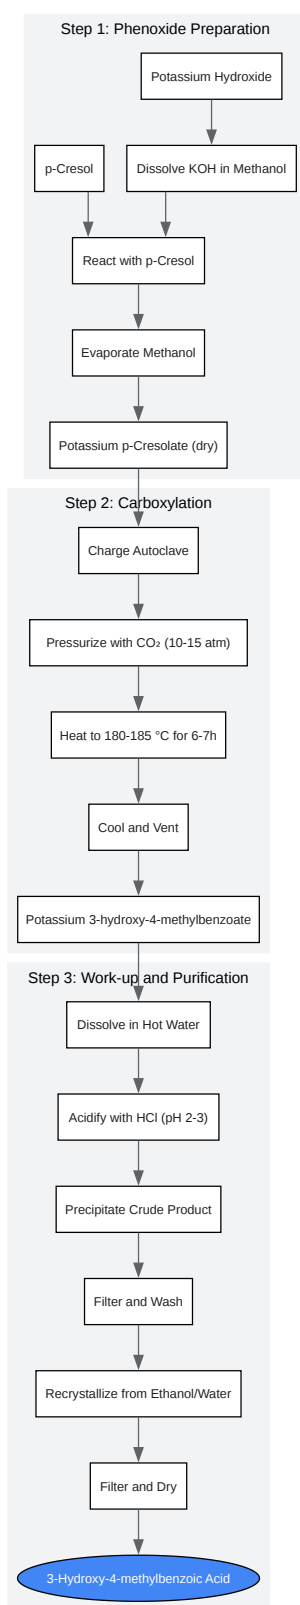 Step 1: Phenoxide Preparation
Potassium Hydroxide
p-Cresol
Dissolve KOH in Methanol
React with p-Cresol
Evaporate Methanol
Potassium p-Cresolate (dry)
Step 2: Carboxylation
Charge Autoclave
Pressurize with CO₂ (10-15 atm)
Heat to 180-185 °C for 6-7h
Cool and Vent
Potassium 3-hydroxy-4-methylbenzoate
Step 3: Work-up and Purification
Dissolve in Hot Water
Acidify with HCl (pH 2-3)
Precipitate Crude Product
Filter and Wash
Recrystallize from Ethanol/Water
Filter and Dry
3-Hydroxy-4-methylbenzoic Acid